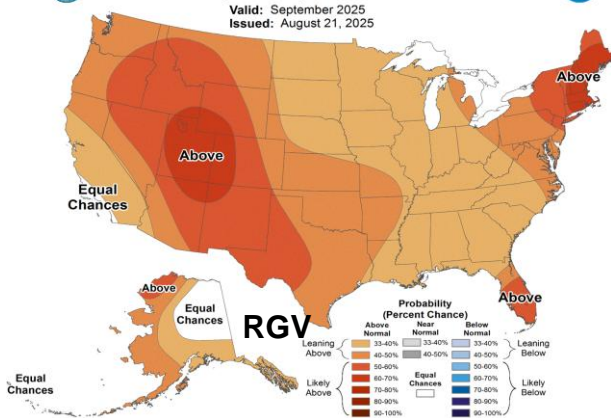 Valid: September 2025
Issued: August 21, 2025
Above
Above
Equal
Chances
Above
Above
Equal
Chances
Equal
Chances
RGV
Probability
(Percent Chance)
Above
Normal
Near
Normal
Below
Normal
Leaning
Above
33-40%
40-50%
33-40%
40-50%
33-40%
40-50%
Leaning
Below
Likely
Above
50-60%
60-70%
70-80%
80-90%
90-100%
Equal
Chances
50-60%
60-70%
70-80%
80-90%
90-100%
Likely
Below